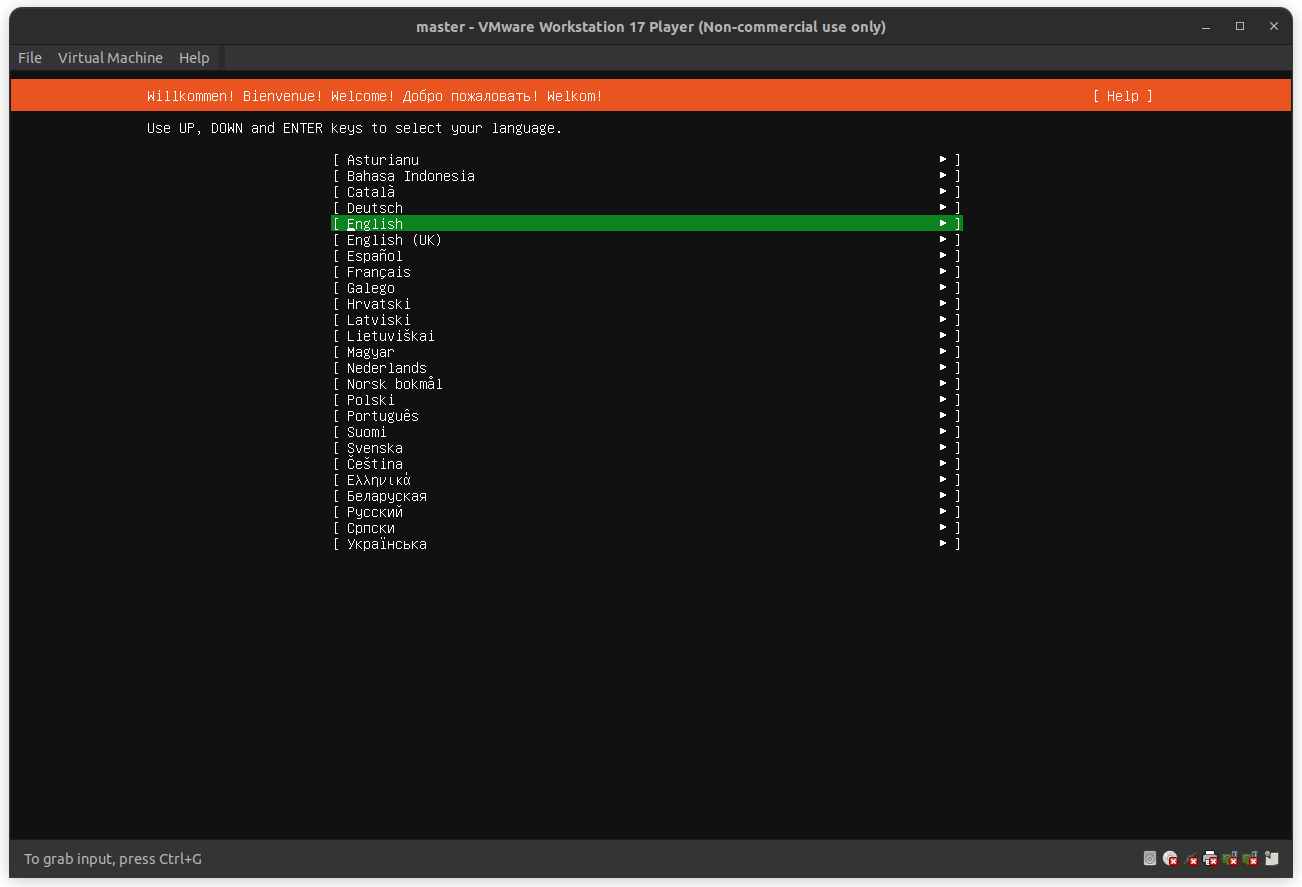 master - VMware Workstation 17 Player (Non-commercial use only)
File Virtual Machine Help
Willkommen! Bienvenue! Welcome! Добро пожаловать! Welkom! [ Help ]
Use UP, DOWN and ENTER keys to select your language.
[ Asturianu ► ]
[ Bahasa Indonesia ► ]
[ Català ► ]
[ Deutsch ► ]
[ English ► ]
[ English (UK) ► ]
[ Español ► ]
[ Français ► ]
[ Galego ► ]
[ Hrvatski ► ]
[ Latviski ► ]
[ Lietuviškai ► ]
[ Magyar ► ]
[ Nederlands ► ]
[ Norsk bokmål ► ]
[ Polski ► ]
[ Português ► ]
[ Suomi ► ]
[ Svenska ► ]
[ Čeština ► ]
[ Ελληνικά ► ]
[ Беларуская ► ]
[ Русский ► ]
[ Српски ► ]
[ Українська ► ]
To grab input, press Ctrl+G